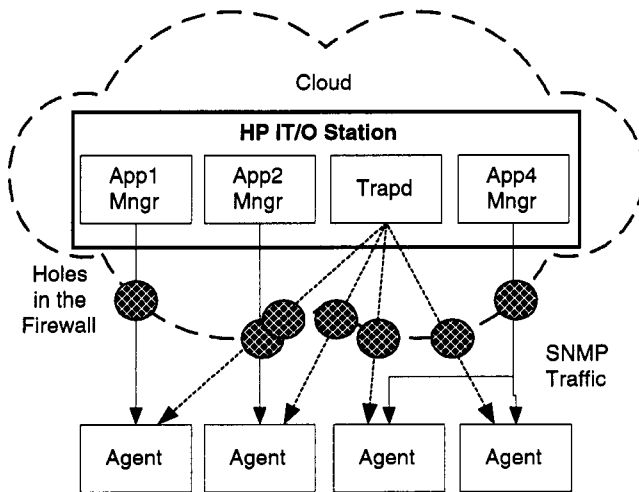 Cloud
HP IT/O Station
App1
Mngr
App2
Mngr
Trapd
App4
Mngr
Holes
in the
Firewall
SNMP
Traffic
Agent
Agent
Agent
Agent